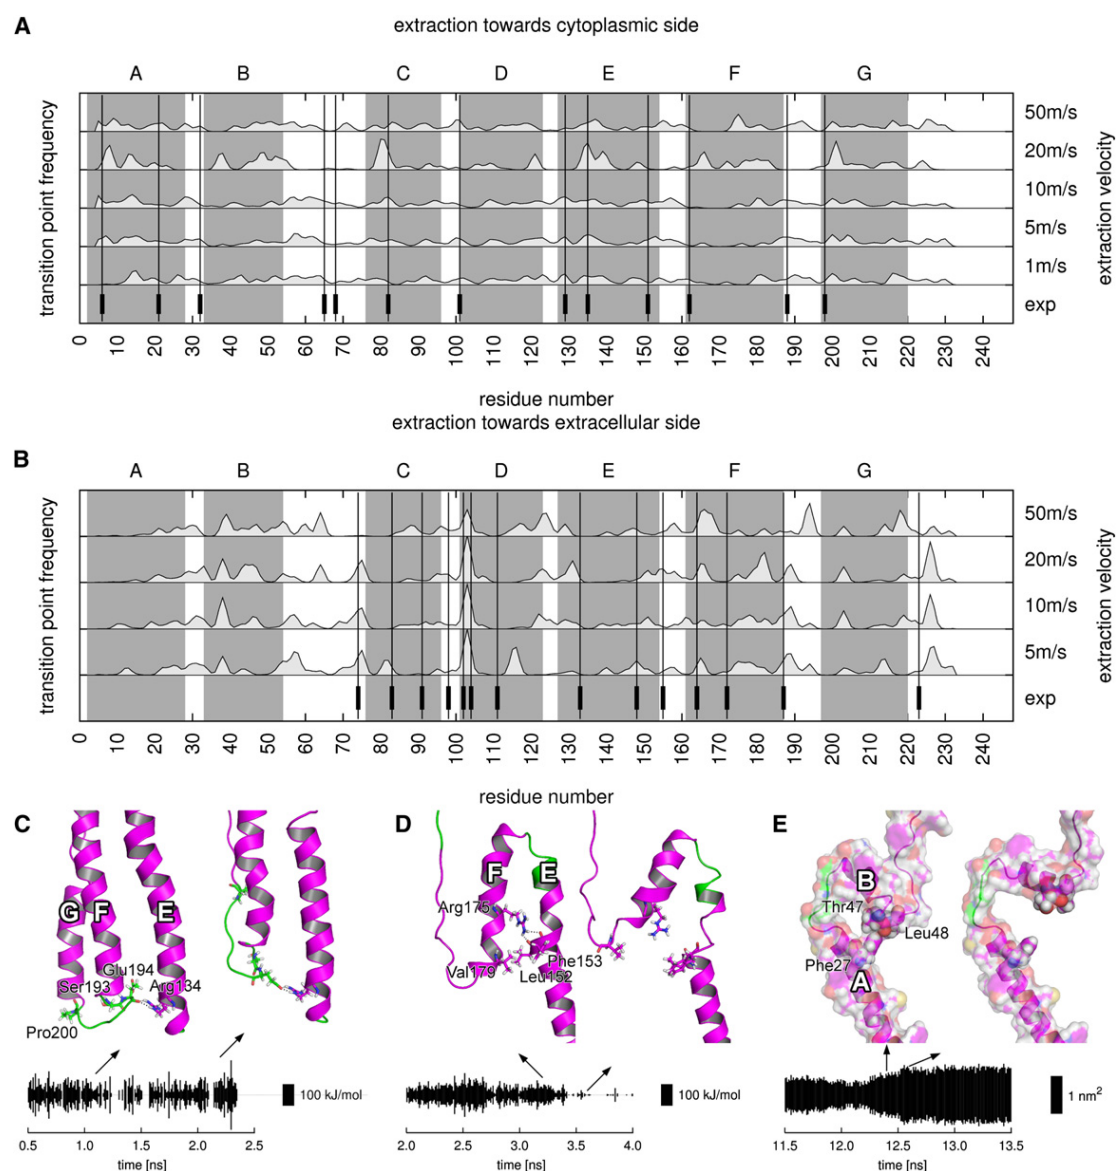 A
extraction towards cytoplasmic side
A B C D E F G
transition point frequency
50m/s
20m/s
10m/s
5m/s
1m/s
exp
extraction velocity
0 10 20 30 40 50 60 70 80 90 100 110 120 130 140 150 160 170 180 190 200 210 220 230 240
residue number
extraction towards extracellular side
B
A B C D E F G
transition point frequency
50m/s
20m/s
10m/s
5m/s
exp
extraction velocity
0 10 20 30 40 50 60 70 80 90 100 110 120 130 140 150 160 170 180 190 200 210 220 230 240
residue number
C
G F E
Glu194
Ser193 Arg134
Pro200
100 kJ/mol
0.5 1.0 1.5 2.0 2.5
time [ns]
D
F E
Arg175
Phe153
Val179 Leu152
100 kJ/mol
2.0 2.5 3.0 3.5 4.0
time [ns]
E
B
Thr47
Leu48
Phe27
A
1 nm²
11.5 12.0 12.5 13.0 13.5
time [ns]